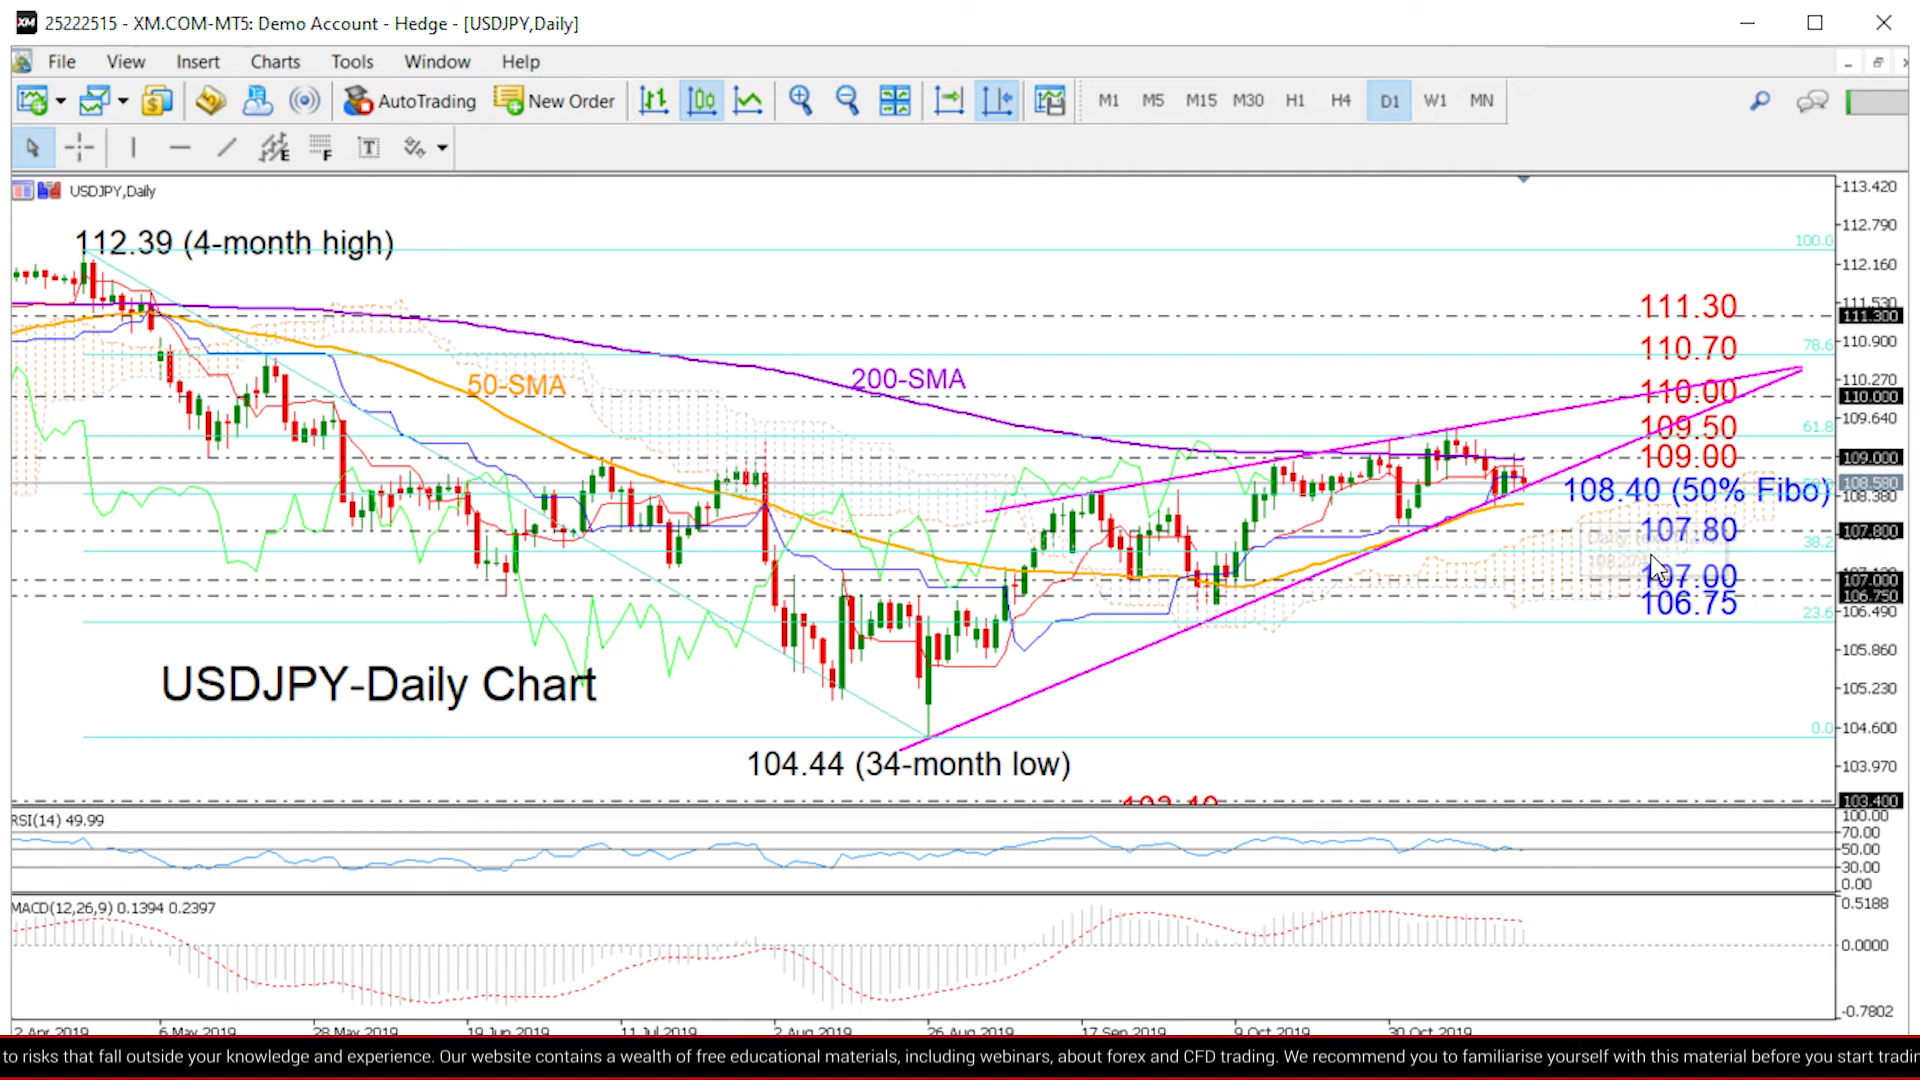 25222515 - XM.COM-MT5: Demo Account - Hedge - [USDJPY,Daily]
File View Insert Charts Tools Window Help
AutoTrading New Order M1 M5 M15 M30 H1 H4 D1 W1 MN
E F T
USDJPY,Daily
113.420
112.790
112.39 (4-month high)
100.0
112.160
111.530
111.30
111.300
110.900
110.70
78.6
50-SMA
200-SMA
110.270
110.00
110.000
109.640
109.50
61.8
109.00
109.000
108.580
108.40 (50% Fibo)
108.380
107.80
107.800
38.2
107.00
107.000
106.75
106.750
106.490
23.6
105.860
USDJPY-Daily Chart
105.230
104.600
0.0
104.44 (34-month low)
103.970
103.40
103.400
RSI(14) 49.99
100.00
70.00
50.00
30.00
0.00
MACD(12,26,9) 0.1394 0.2397
0.5188
0.0000
-0.7802
2 Apr 2019 6 May 2019 28 May 2019 19 Jun 2019 11 Jul 2019 2 Aug 2019 26 Aug 2019 17 Sep 2019 9 Oct 2019 30 Oct 2019
to risks that fall outside your knowledge and experience. Our website contains a wealth of free educational materials, including webinars, about forex and CFD trading. We recommend you to familiarise yourself with this material before you start tradin